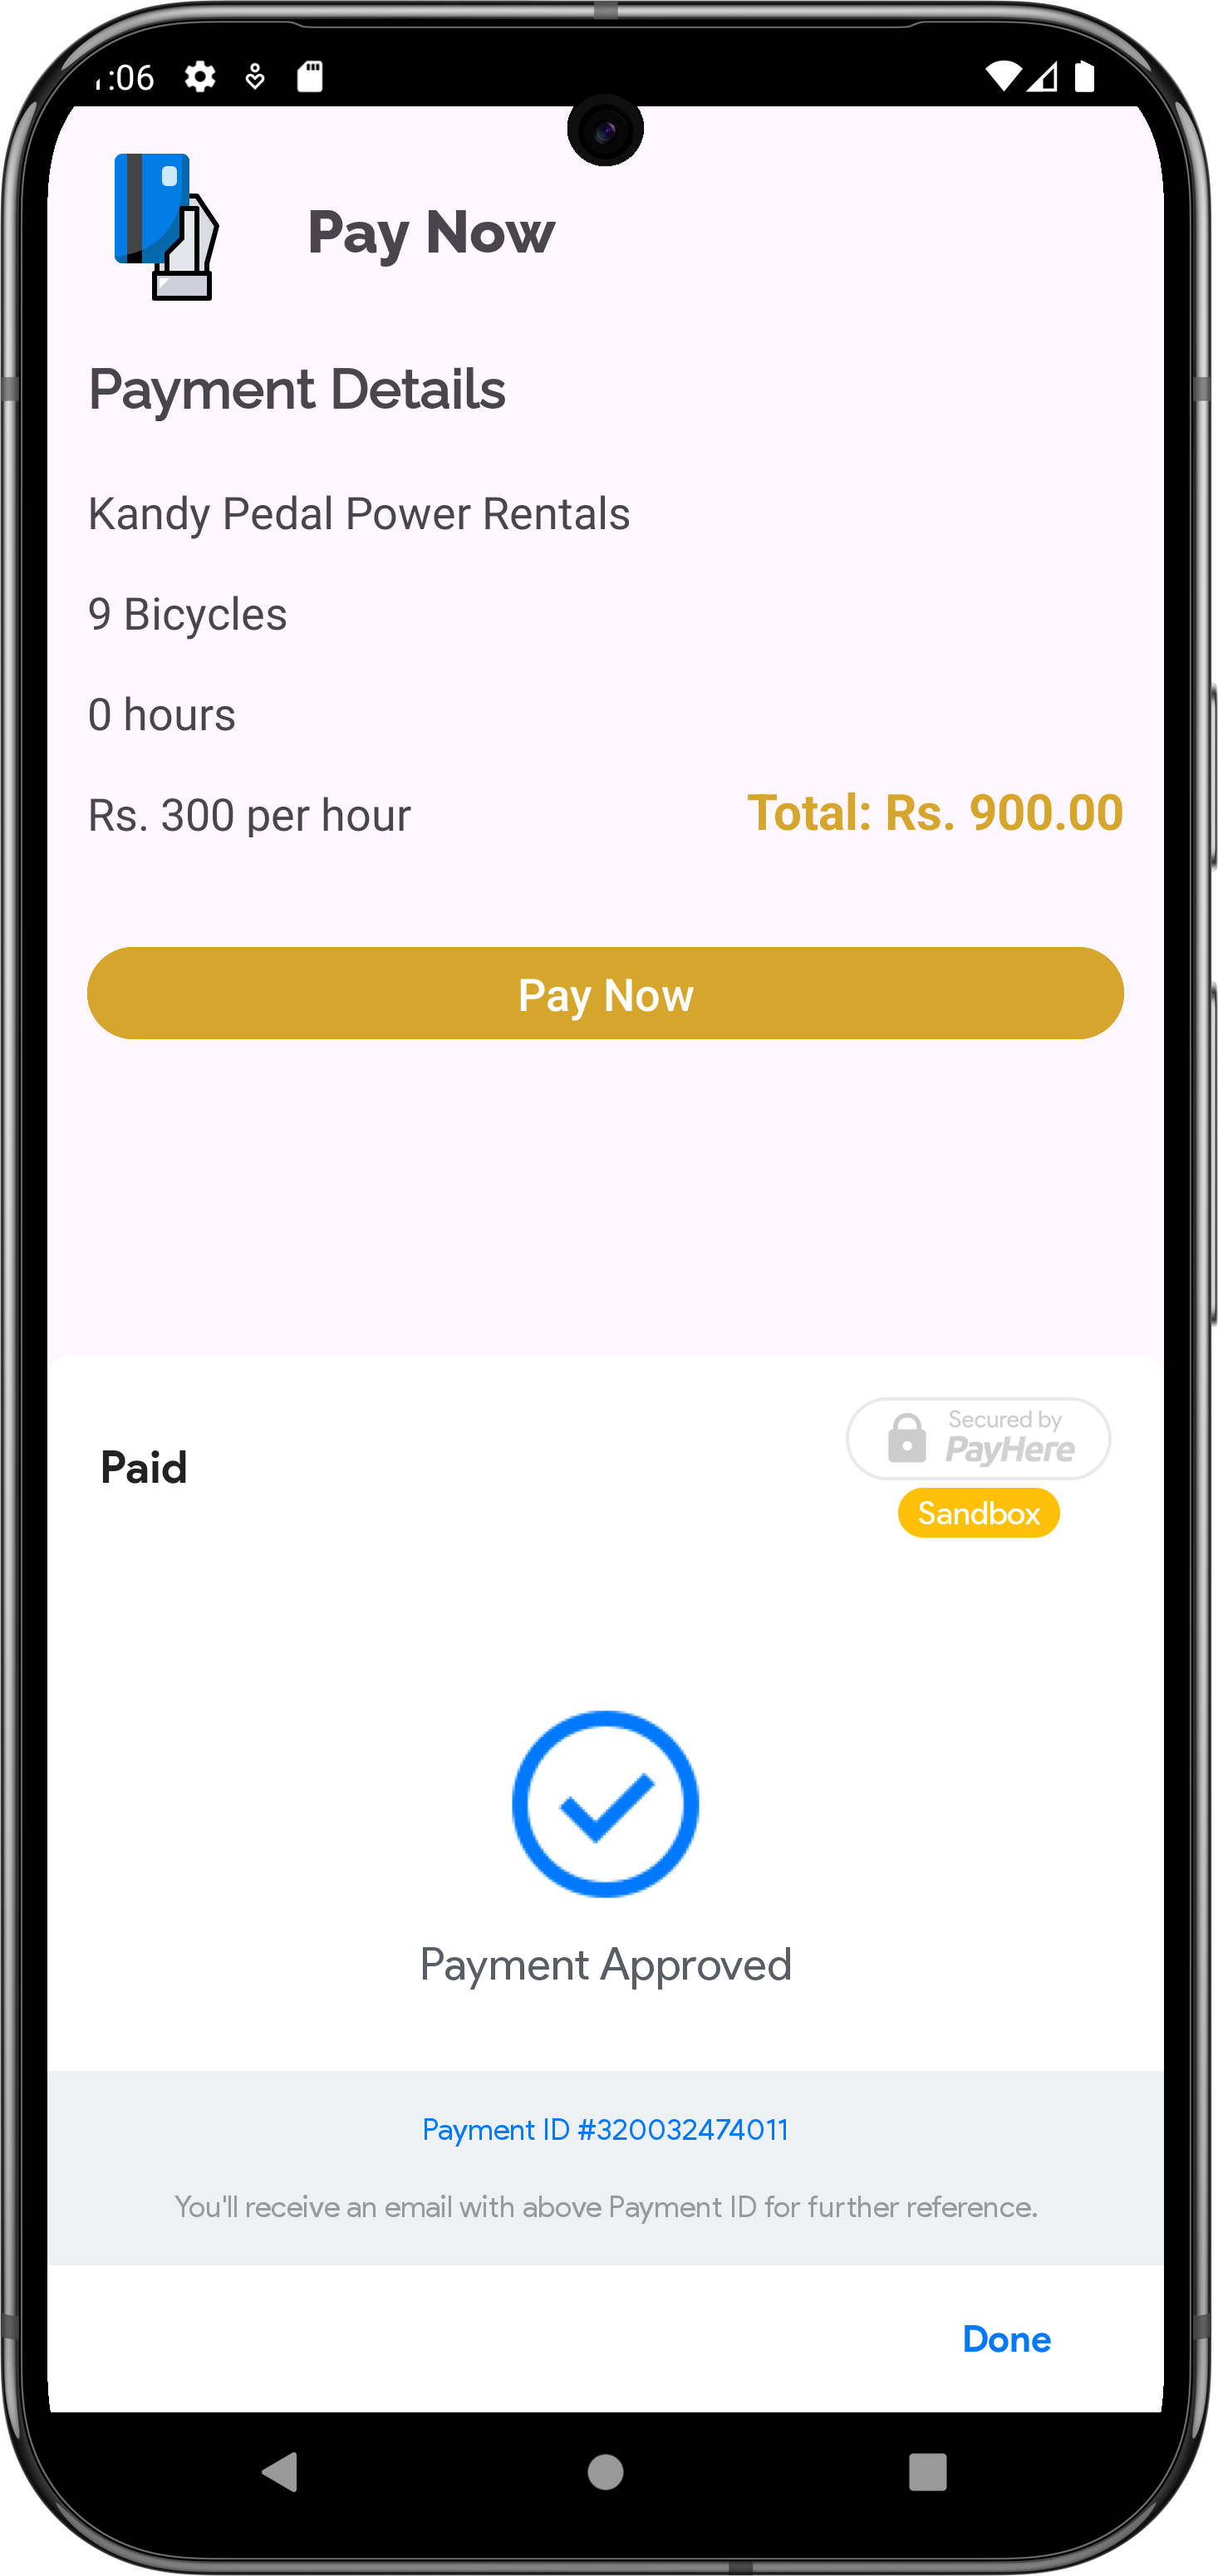 :06
Pay Now
Payment Details
Kandy Pedal Power Rentals
9 Bicycles
0 hours
Rs. 300 per hour
Total: Rs. 900.00
Pay Now
Paid
Secured by
PayHere
Sandbox
Payment Approved
Payment ID #320032474011
You'll receive an email with above Payment ID for further reference.
Done